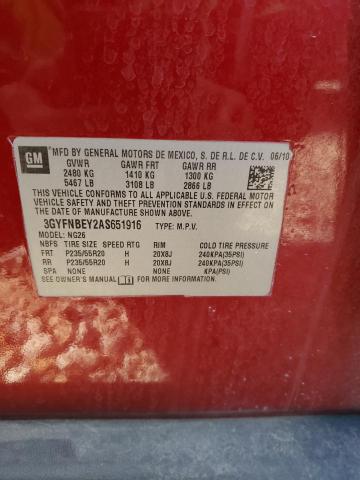 GM
MFD BY GENERAL MOTORS DE MEXICO, S. DE R.L. DE C.V. 06/10
GVWR GAWR FRT GAWR RR
2480 KG 1410 KG 1300 KG
5467 LB 3108 LB 2866 LB
THIS VEHICLE CONFORMS TO ALL APPLICABLE U.S. FEDERAL MOTOR
VEHICLE SAFETY, BUMPER, AND THEFT PREVENTION STANDARDS
IN EFFECT ON THE DATE OF MANUFACTURE SHOWN ABOVE.
3GYFNBEY2AS651916 TYPE: M.P.V.
MODEL: NG26
NBFS TIRE SIZE SPEED RTG RIM COLD TIRE PRESSURE
FRT P235/55R20 H 20X8J 240KPA(35PSI)
RR P235/55R20 H 20X8J 240KPA(35PSI)
SPA NONE NONE KPA(PSI)
SEE OWNER'S MANUAL FOR MORE INFORMATION.